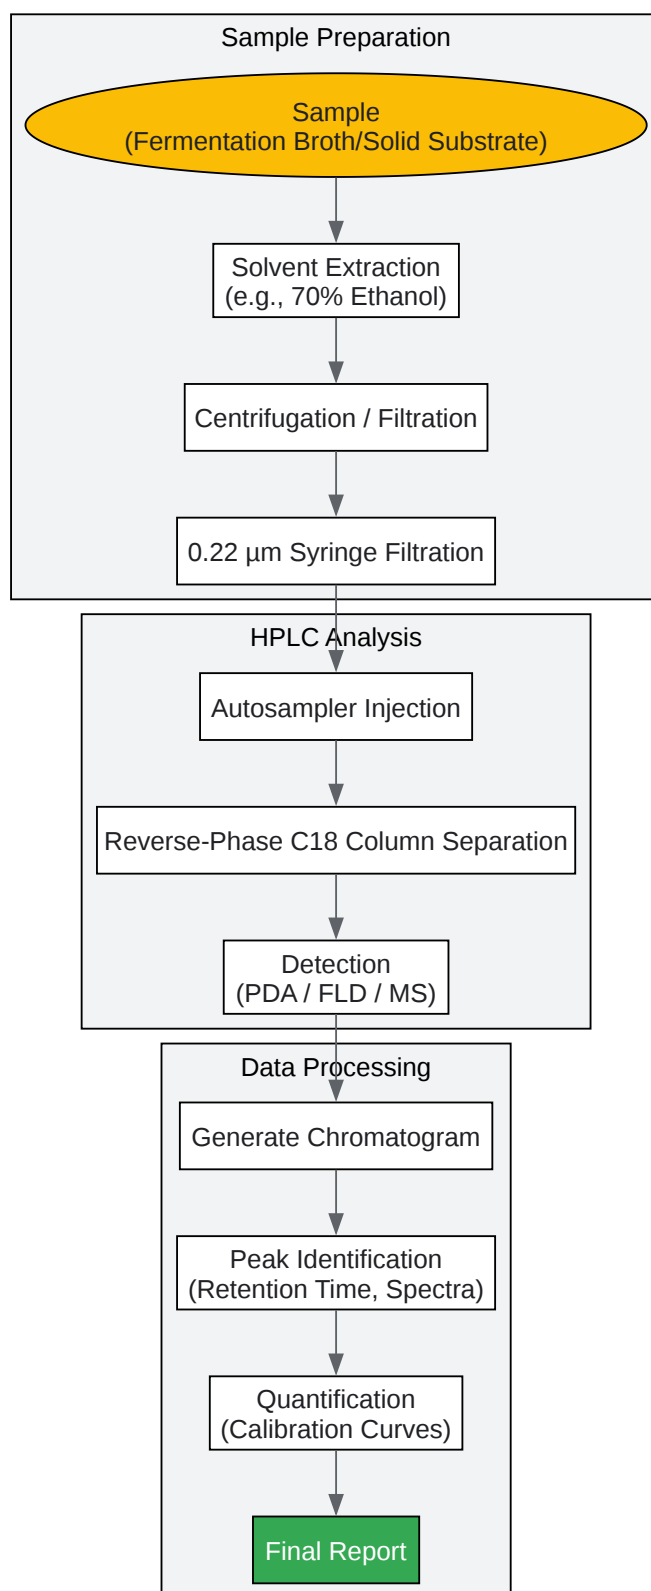 Sample Preparation
Sample
(Fermentation Broth/Solid Substrate)
Solvent Extraction
(e.g., 70% Ethanol)
Centrifugation / Filtration
0.22 µm Syringe Filtration
HPLC Analysis
Autosampler Injection
Reverse-Phase C18 Column Separation
Detection
(PDA / FLD / MS)
Data Processing
Generate Chromatogram
Peak Identification
(Retention Time, Spectra)
Quantification
(Calibration Curves)
Final Report